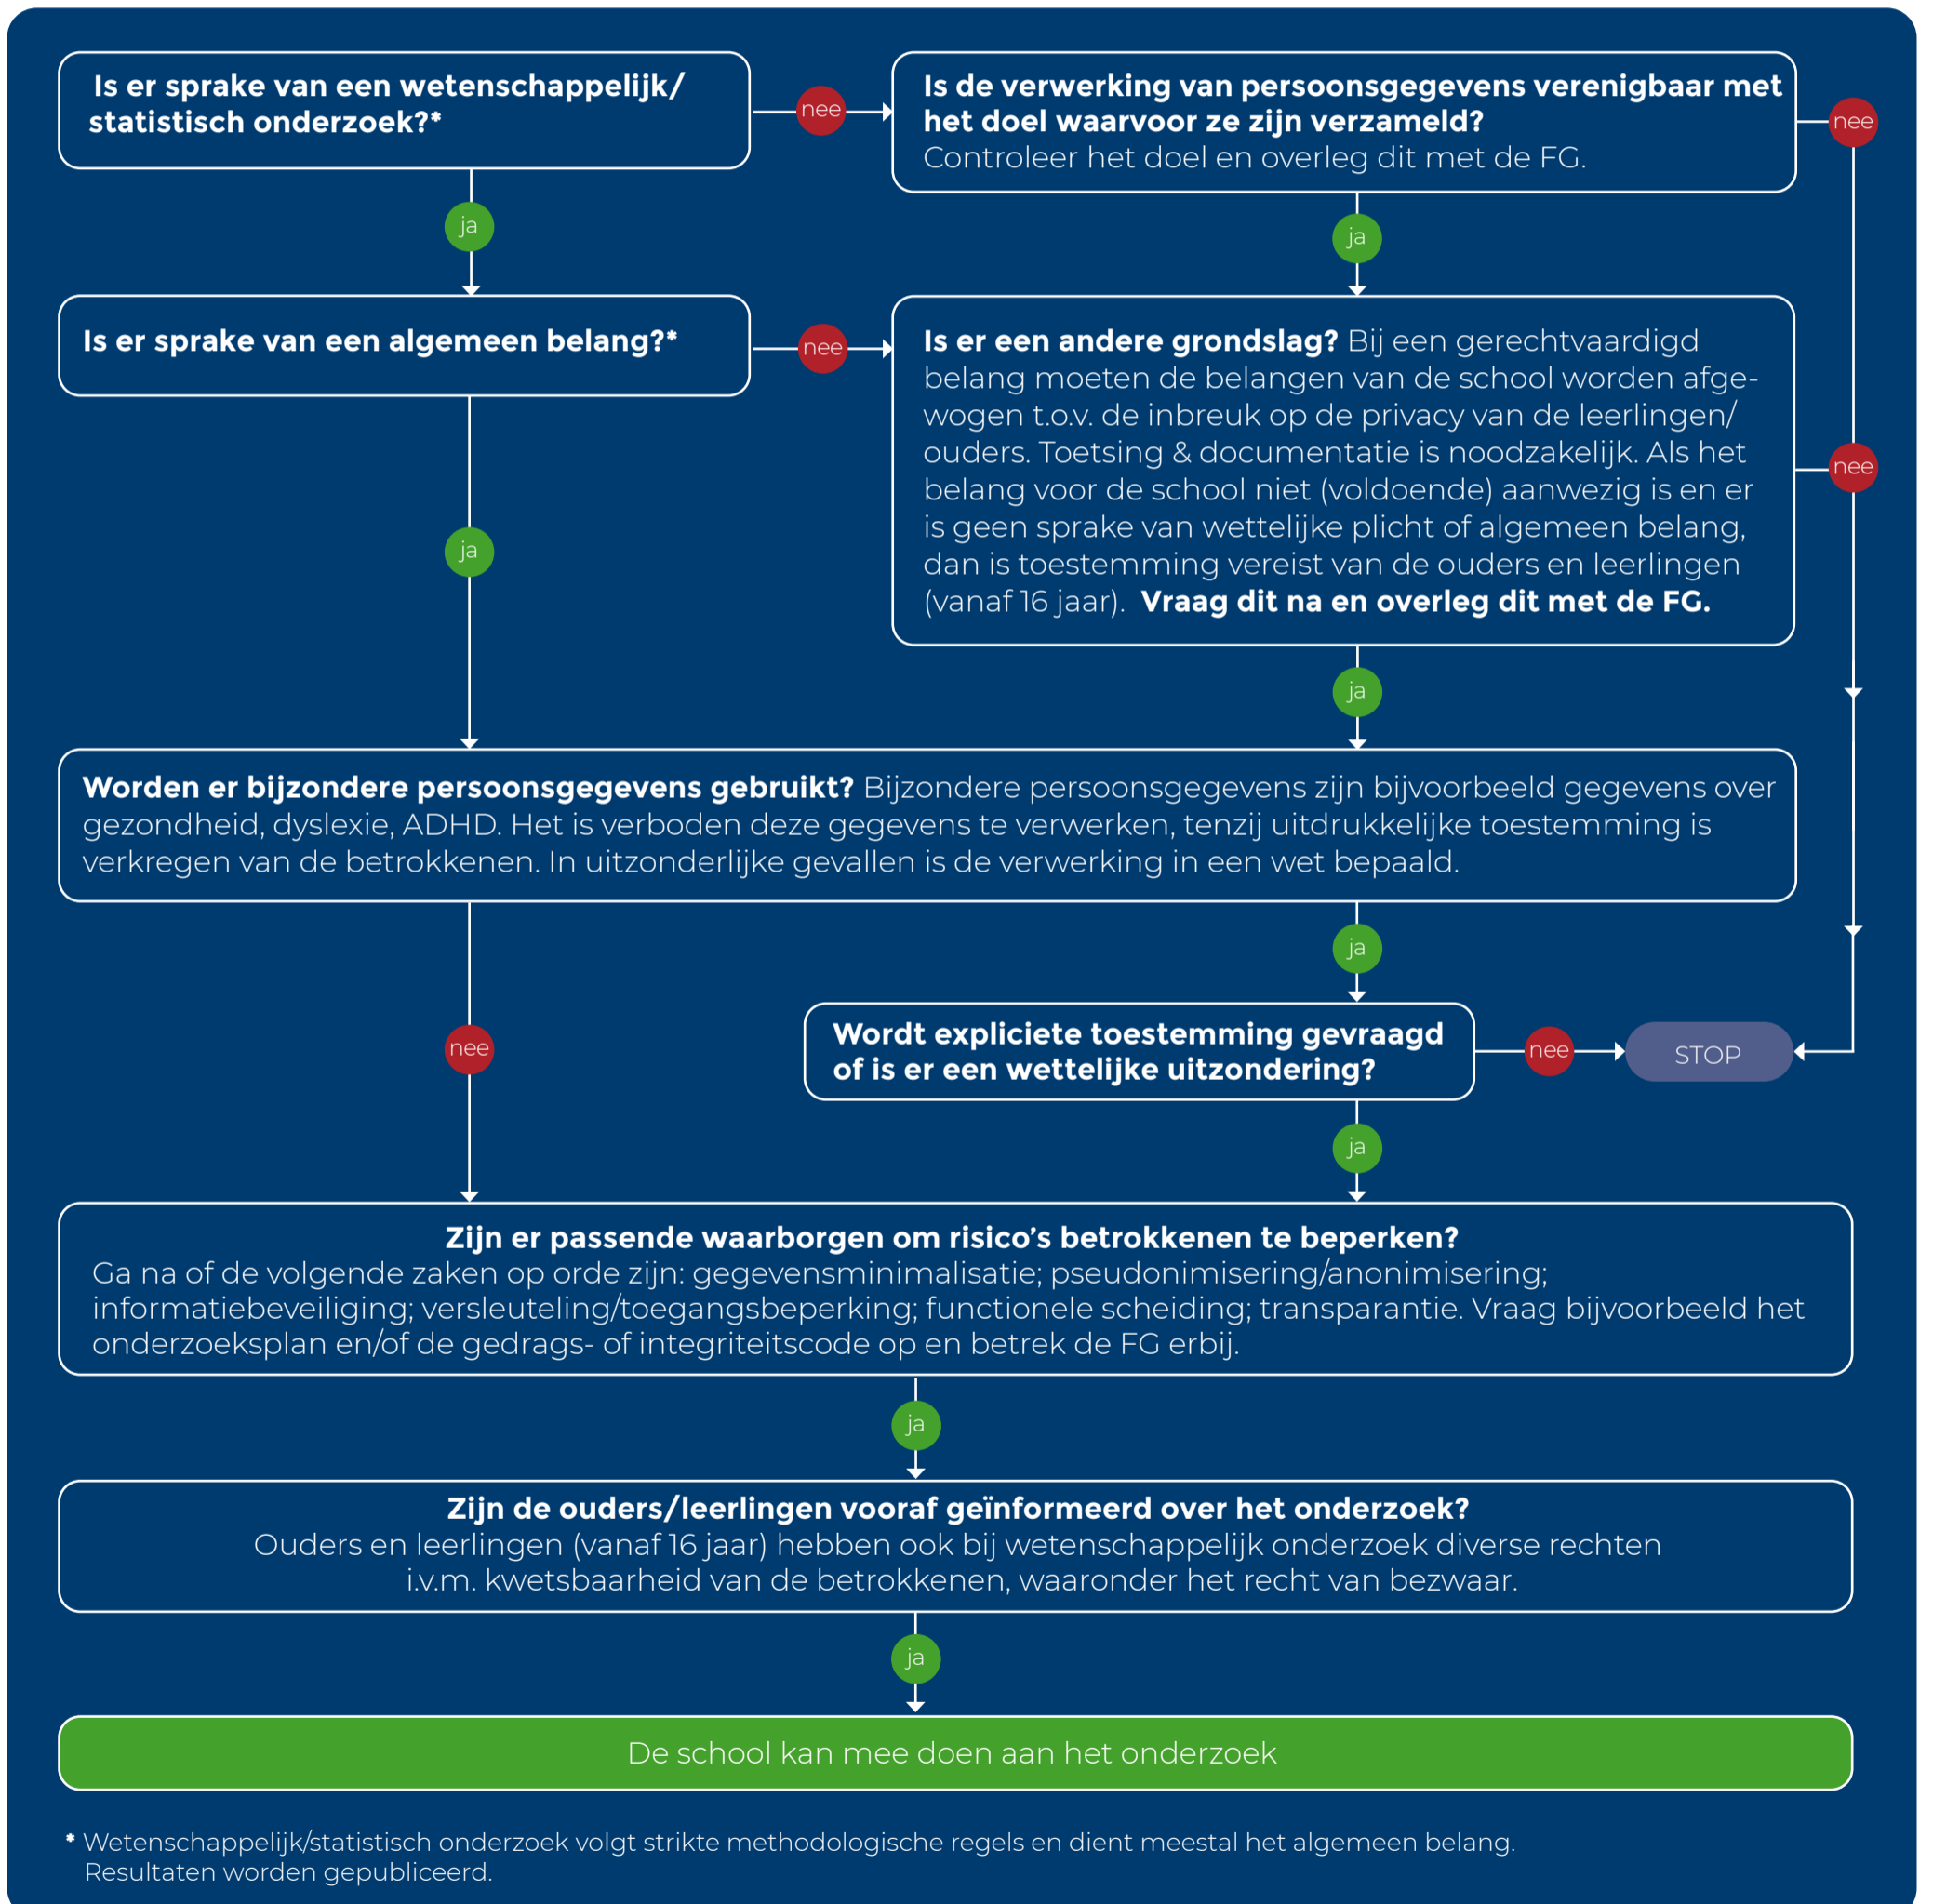 Is er sprake van een wetenschappelijk/
statistisch onderzoek?*
nee
Is de verwerking van persoonsgegevens verenigbaar met
het doel waarvoor ze zijn verzameld?
Controleer het doel en overleg dit met de FG.
nee
ja
ja
Is er sprake van een algemeen belang?*
nee
Is er een andere grondslag? Bij een gerechtvaardigd
belang moeten de belangen van de school worden afge-
wogen t.o.v. de inbreuk op de privacy van de leerlingen/
ouders. Toetsing & documentatie is noodzakelijk. Als het
belang voor de school niet (voldoende) aanwezig is en er
is geen sprake van wettelijke plicht of algemeen belang,
dan is toestemming vereist van de ouders en leerlingen
(vanaf 16 jaar). Vraag dit na en overleg dit met de FG.
nee
ja
ja
Worden er bijzondere persoonsgegevens gebruikt? Bijzondere persoonsgegevens zijn bijvoorbeeld gegevens over
gezondheid, dyslexie, ADHD. Het is verboden deze gegevens te verwerken, tenzij uitdrukkelijke toestemming is
verkregen van de betrokkenen. In uitzonderlijke gevallen is de verwerking in een wet bepaald.
ja
nee
Wordt expliciete toestemming gevraagd
of is er een wettelijke uitzondering?
nee
STOP
ja
Zijn er passende waarborgen om risico's betrokkenen te beperken?
Ga na of de volgende zaken op orde zijn: gegevensminimalisatie; pseudonimisering/anonimisering;
informatiebeveiliging; versleuteling/toegangsbeperking; functionele scheiding; transparantie. Vraag bijvoorbeeld het
onderzoeksplan en/of de gedrags- of integriteitscode op en betrek de FG erbij.
ja
Zijn de ouders/leerlingen vooraf geïnformeerd over het onderzoek?
Ouders en leerlingen (vanaf 16 jaar) hebben ook bij wetenschappelijk onderzoek diverse rechten
i.v.m. kwetsbaarheid van de betrokkenen, waaronder het recht van bezwaar.
ja
De school kan mee doen aan het onderzoek
* Wetenschappelijk/statistisch onderzoek volgt strikte methodologische regels en dient meestal het algemeen belang.
Resultaten worden gepubliceerd.